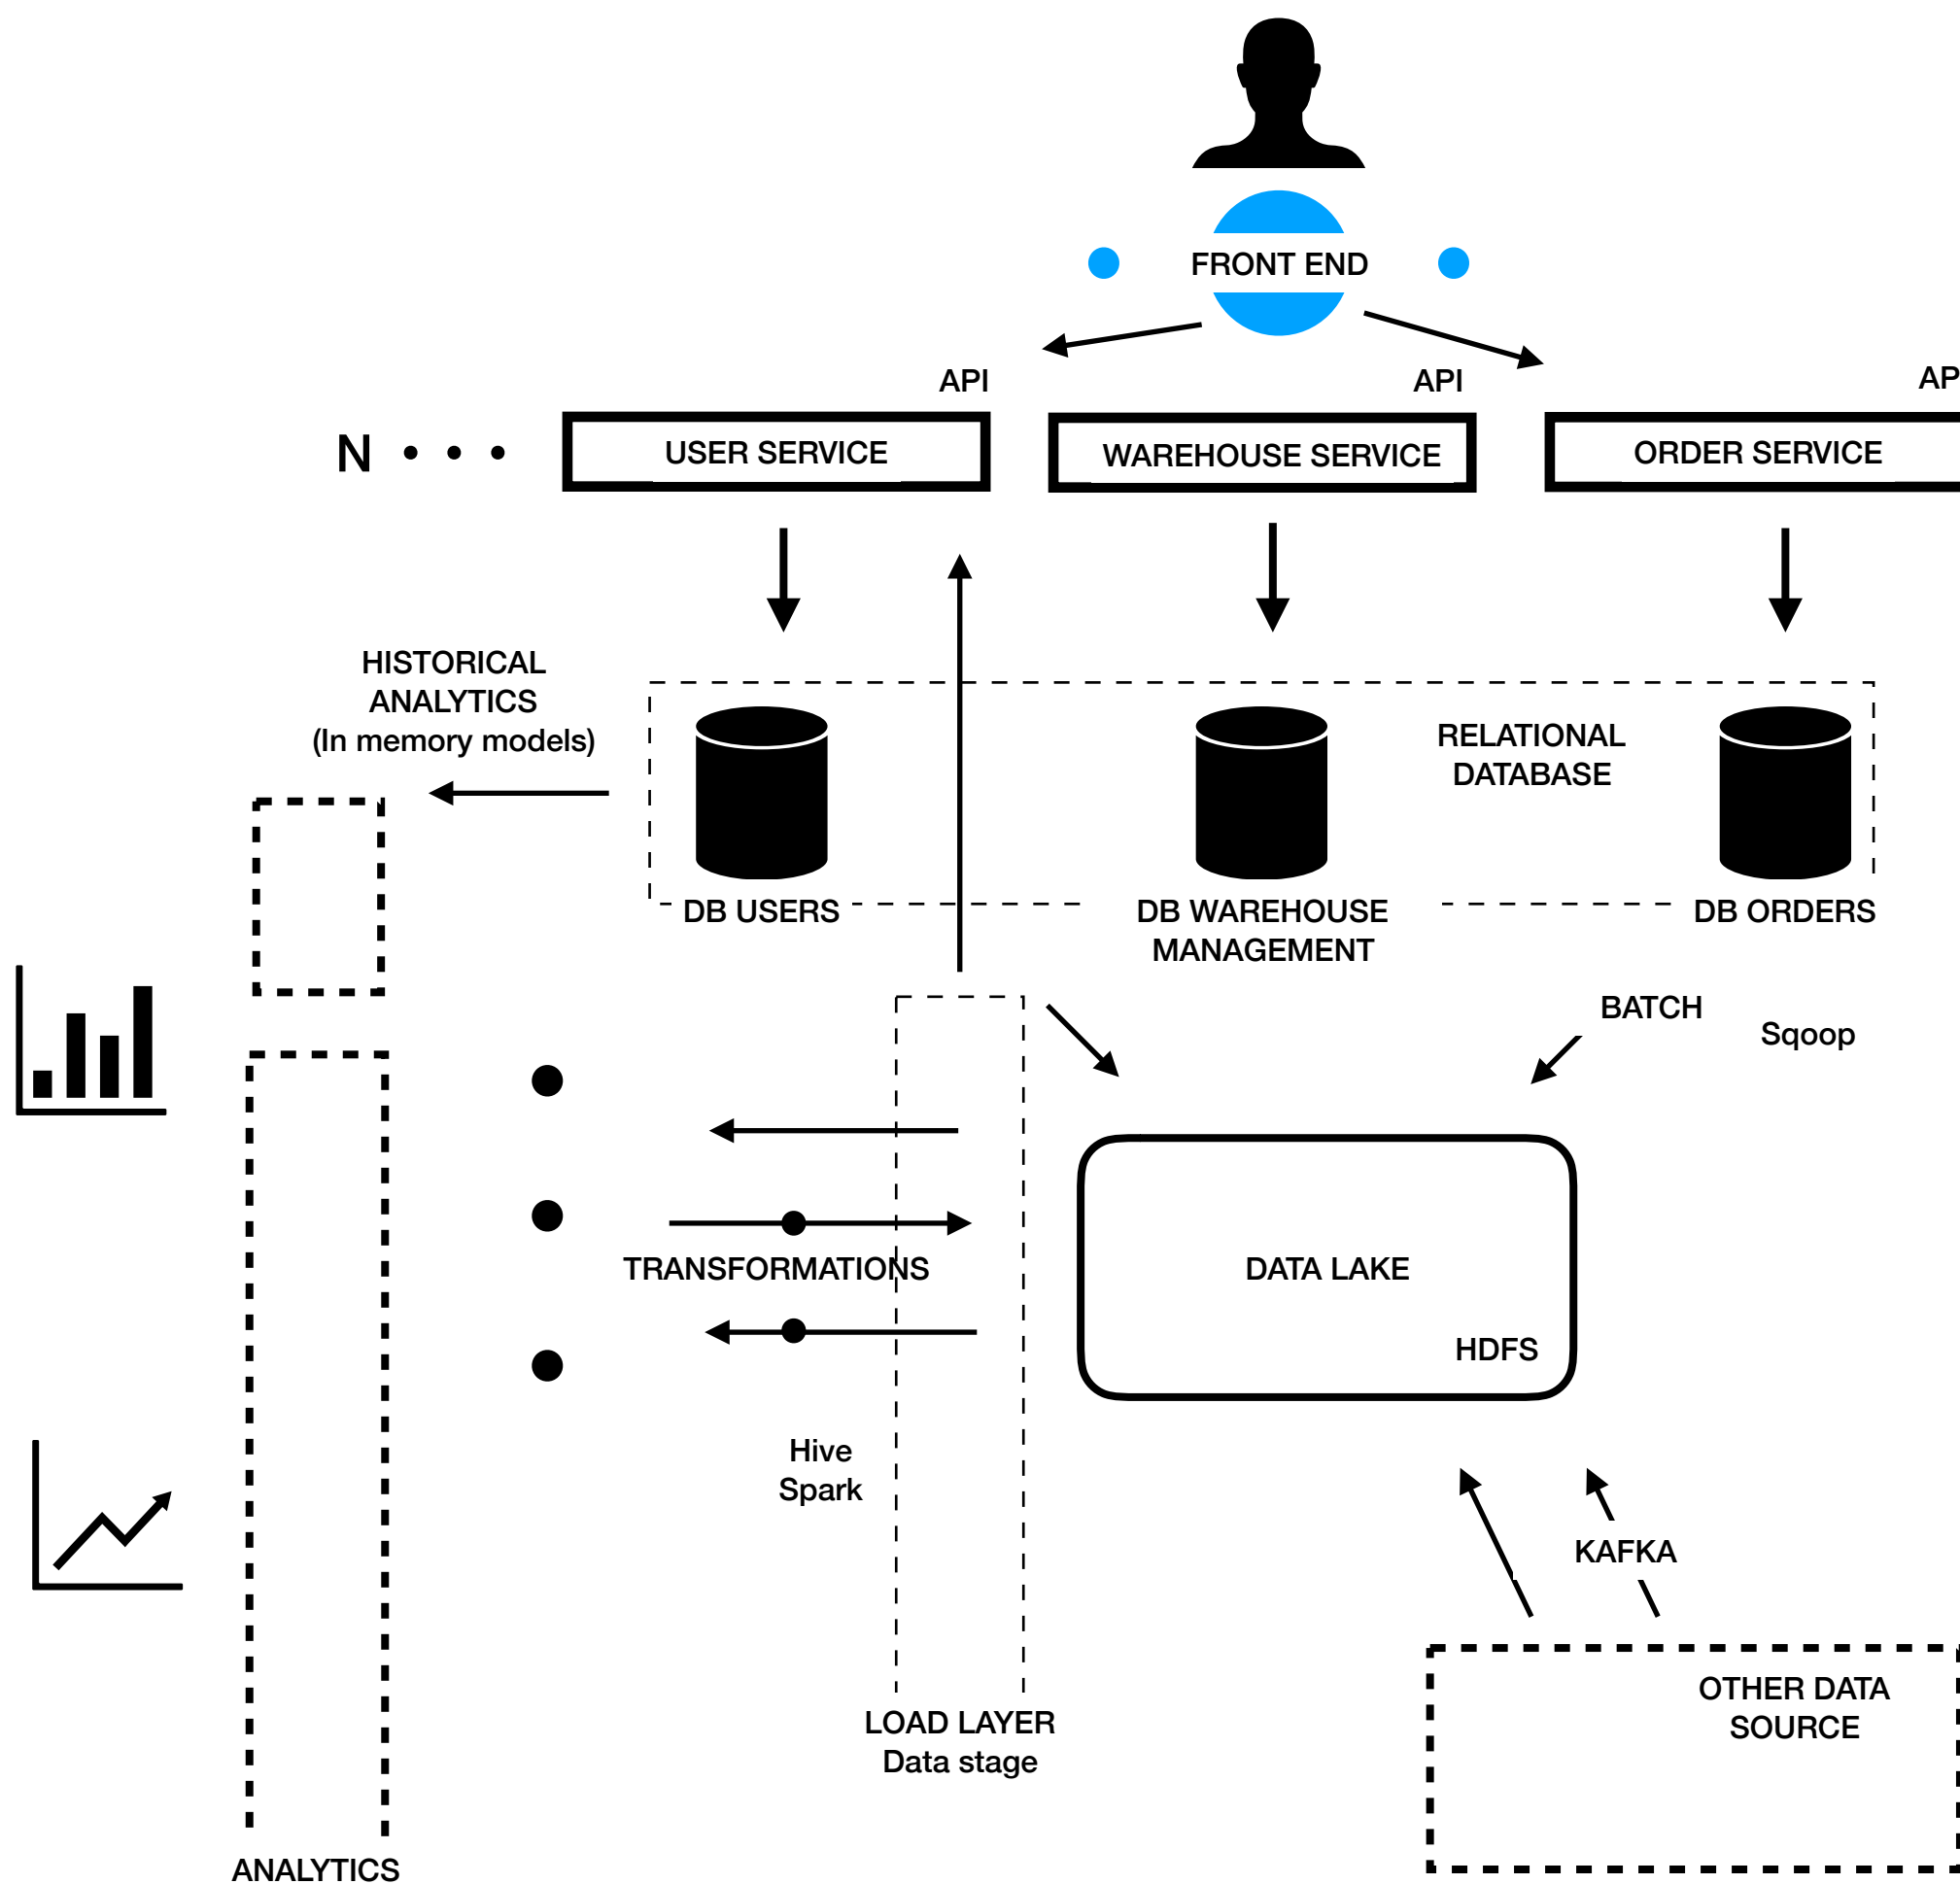 FRONT END
API
API
AP
N • • •
USER SERVICE
WAREHOUSE SERVICE
ORDER SERVICE
HISTORICAL
ANALYTICS
(In memory models)
RELATIONAL
DATABASE
DB USERS
DB WAREHOUSE
MANAGEMENT
DB ORDERS
BATCH
Sqoop
TRANSFORMATIONS
DATA LAKE
HDFS
Hive
Spark
KAFKA
OTHER DATA
SOURCE
LOAD LAYER
Data stage
ANALYTICS